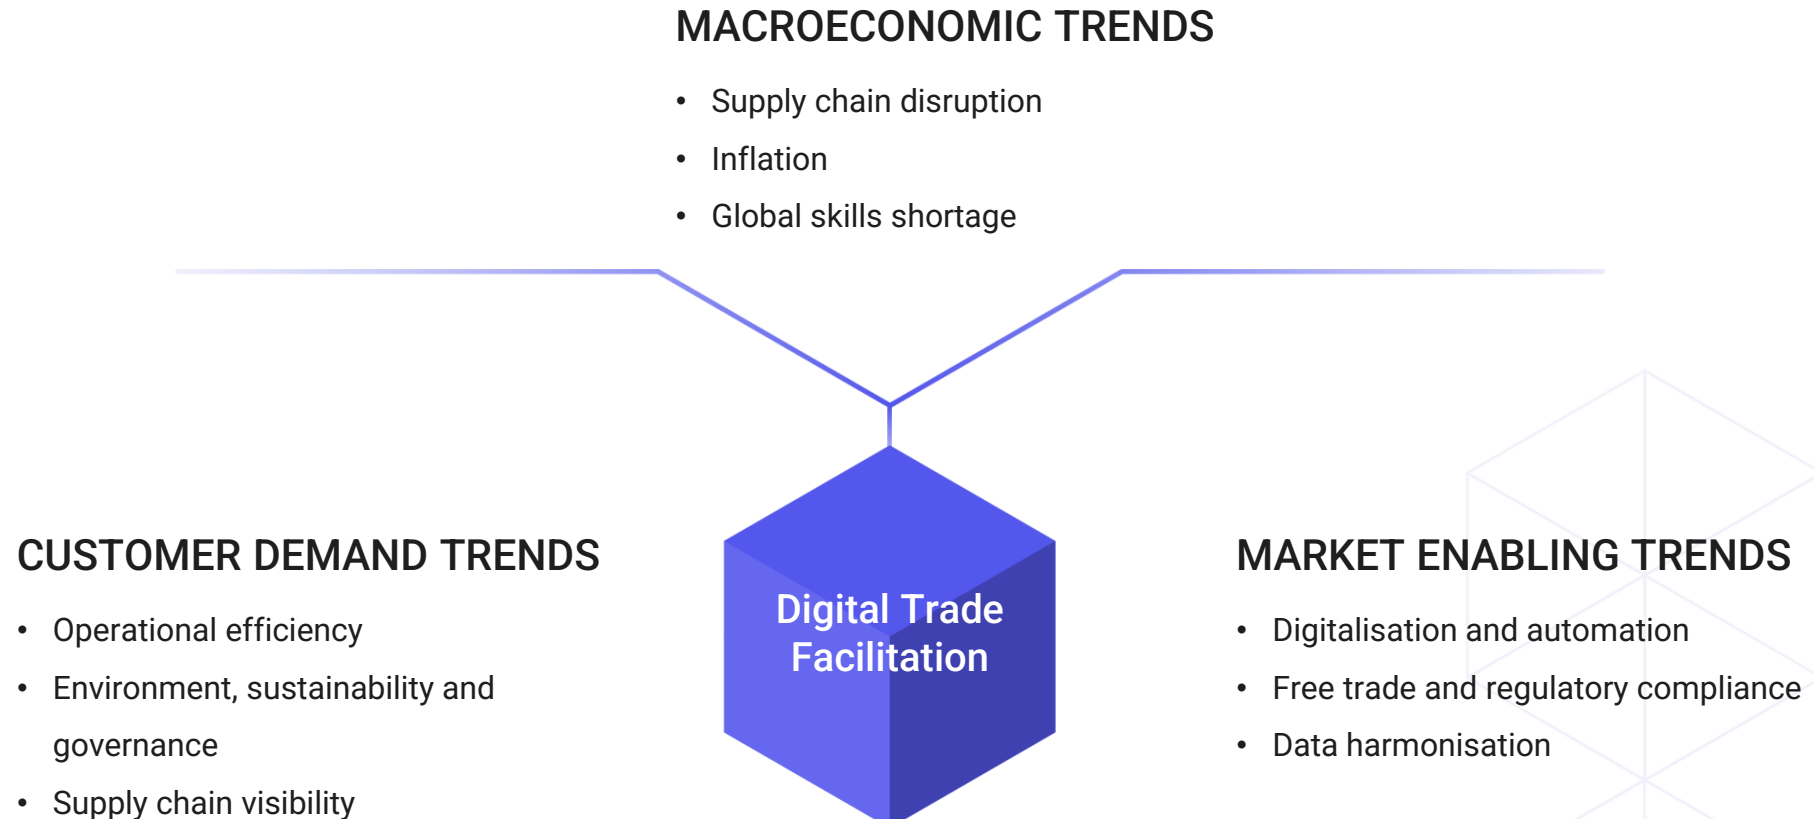 MACROECONOMIC TRENDS
• Supply chain disruption
• Inflation
• Global skills shortage
CUSTOMER DEMAND TRENDS
• Operational efficiency
• Environment, sustainability and
governance
• Supply chain visibility
Digital Trade
Facilitation
MARKET ENABLING TRENDS
• Digitalisation and automation
• Free trade and regulatory compliance
• Data harmonisation